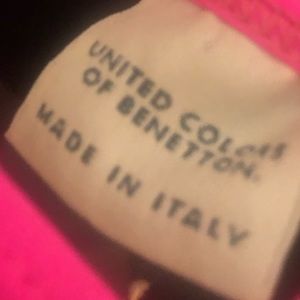 UNITED COLORS
OF BENETTON.
MADE IN ITALY